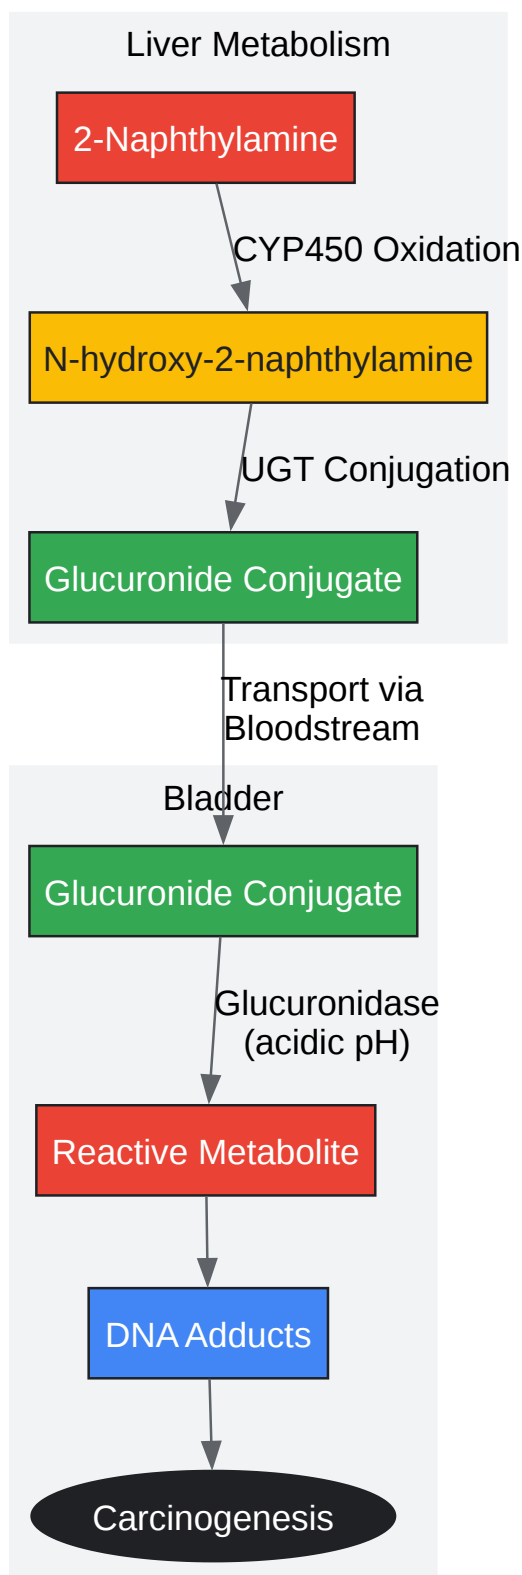 Liver Metabolism
2-Naphthylamine
CYP450 Oxidation
N-hydroxy-2-naphthylamine
UGT Conjugation
Glucuronide Conjugate
Transport via
Bloodstream
Bladder
Glucuronide Conjugate
Glucuronidase
(acidic pH)
Reactive Metabolite
DNA Adducts
Carcinogenesis